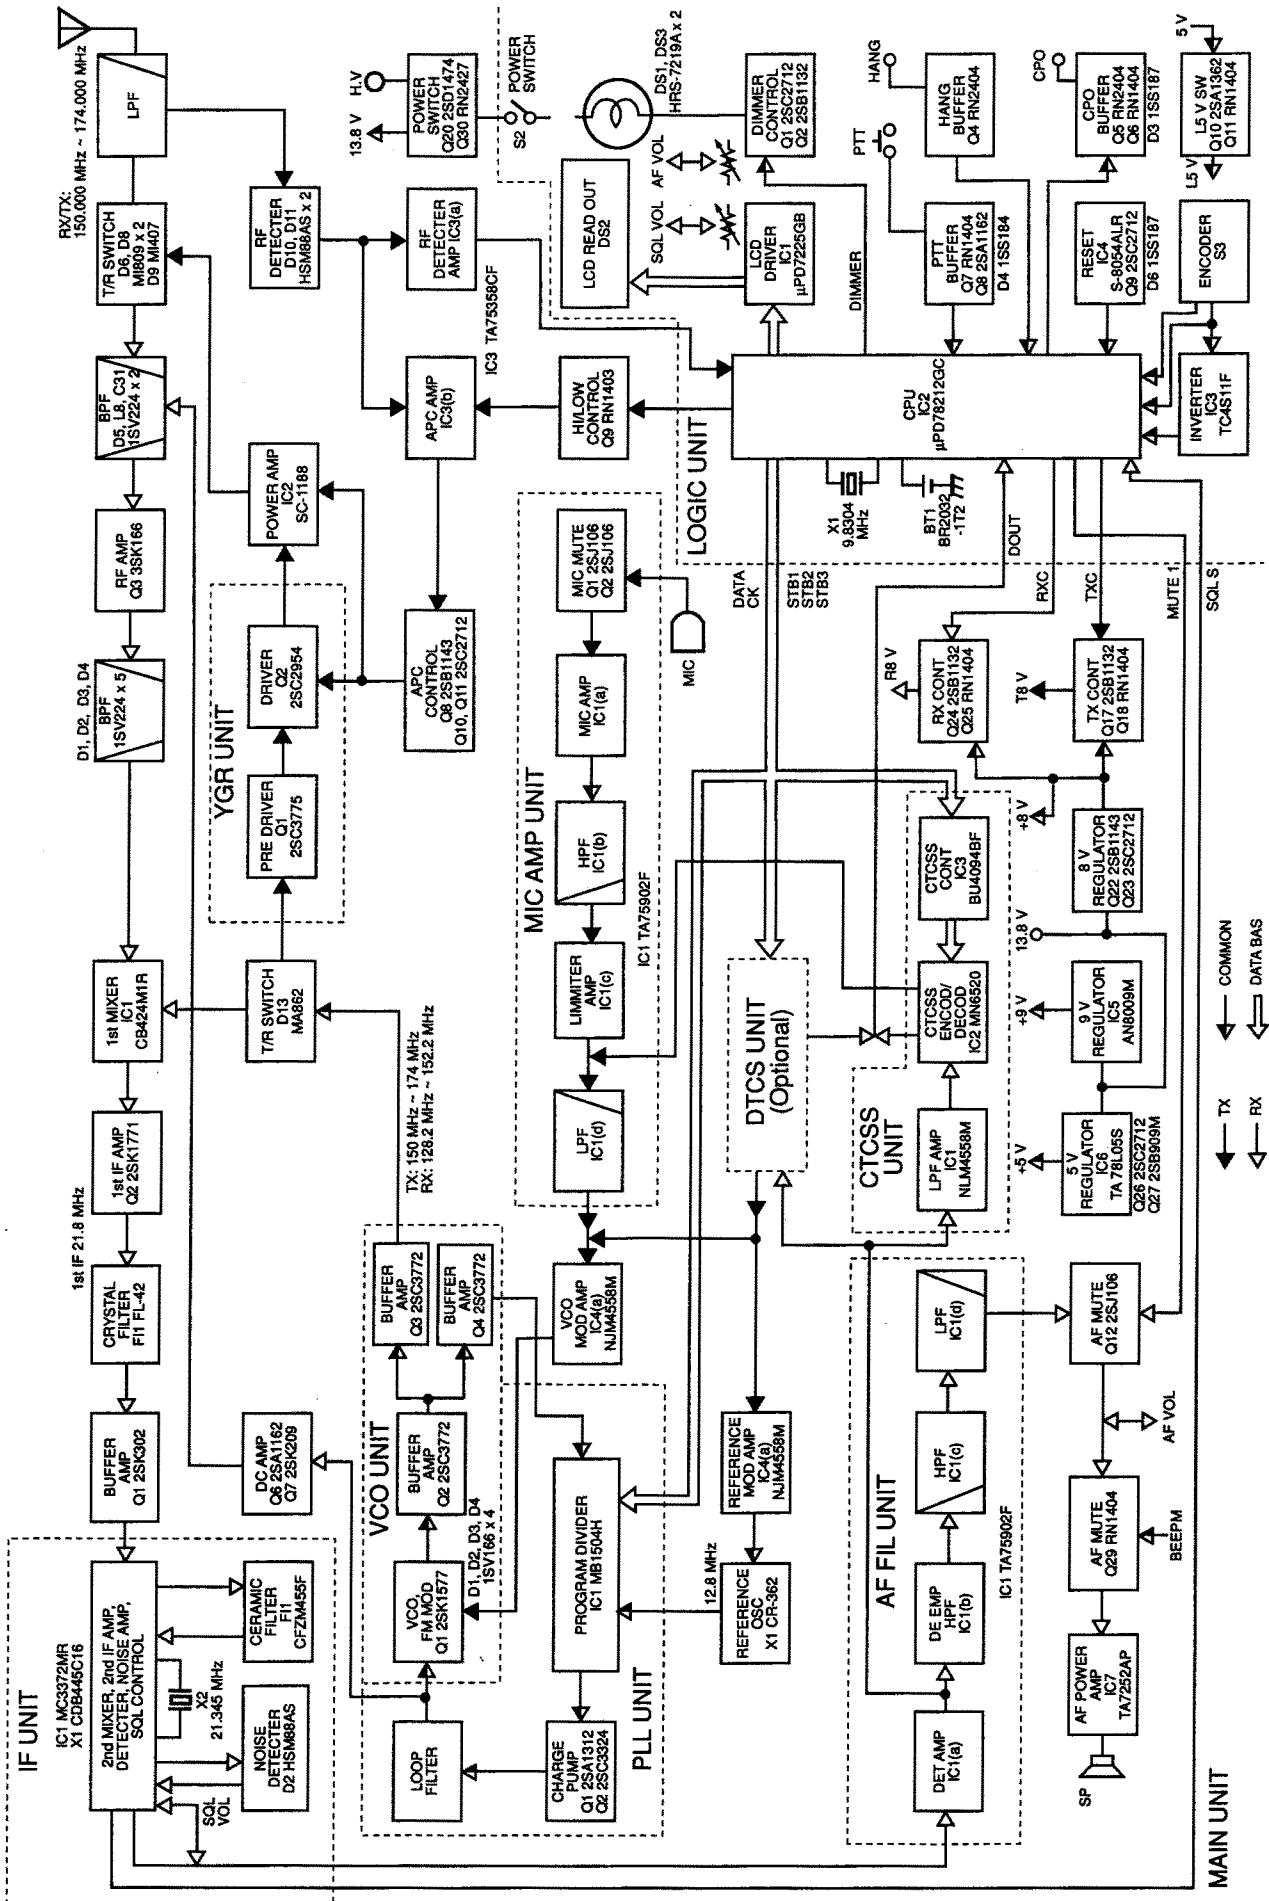 IF UNIT
IC1 MC3372MR
X1 CDB445C16
2nd MIXER, 2nd IF AMP,
DETECTER, NOISE AMP,
SQL CONTROL
CERAMIC
FILTER
FI1
CFZM455F
X2
21.345 MHz
NOISE
DETECTER
D2 HSM88AS
SQL
VOL
BUFFER
AMP
Q1 2SK302
CRYSTAL
FILTER
FI1 FL-42
1st IF 21.8 MHz
1st IF AMP
Q2 2SK1771
1st MIXER
IC1
CB424M1R
D1, D2, D3, D4
BPF
1SV224 x 5
RF AMP
Q3 3SK166
BPF
D5, L8, C31
1SV224 x 2
T/R SWITCH
D6, D8
MI809 x 2
D9 MI407
RX/TX:
150.000 MHz ~ 174.000 MHz
LPF
DC AMP
Q6 2SA1162
Q7 2SK209
T/R SWITCH
D13
MA862
YGR UNIT
PRE DRIVER
Q1
2SC3775
DRIVER
Q2
2SC2954
POWER AMP
IC2
SC-1188
RF
DETECTER
D10, D11
HSM88AS x 2
13.8 V
H.V
POWER
SWITCH
Q20 2SD1474
Q30 RN2427
S2
POWER
SWITCH
VCO UNIT
BUFFER
AMP
Q3 2SC3772
BUFFER
AMP
Q4 2SC3772
BUFFER
AMP
Q2 2SC3772
D1, D2, D3, D4
1SV166 x 4
VCO,
FM MOD
Q1 2SK1577
LOOP
FILTER
TX: 150 MHz ~ 174 MHz
RX: 128.2 MHz ~ 152.2 MHz
APC
CONTROL
Q8 2SB1143
Q10, Q11 2SC2712
APC AMP
IC3(b)
IC3 TA75358CF
RF
DETECTER
AMP IC3(a)
PLL UNIT
CHARGE
PUMP
Q1 2SA1312
Q2 2SC3324
PROGRAM DIVIDER
IC1 MB1504H
VCO
MOD AMP
IC4(a)
NJM4558M
MIC AMP UNIT
LPF
IC1(d)
LIMMITER
AMP
IC1(c)
HPF
IC1(b)
MIC AMP
IC1(a)
MIC MUTE
Q1 2SJ106
Q2 2SJ106
IC1 TA75902F
MIC
HI/LOW
CONTROL
Q9 RN1403
LCD READ OUT
DS2
DS1, DS3
HRS-7219A x 2
SQL VOL
AF VOL
LOGIC UNIT
12.8 MHz
REFERENCE
OSC
X1 CR-362
REFERENCE
MOD AMP
IC4(a)
NJM4558M
DTCS UNIT
(Optional)
DATA
CK
STB1
STB2
STB3
X1
9.8304
MHz
BT1
BR2032
-1T2
DOUT
CPU
IC2
µPD78212GC
LCD
DRIVER
IC1
µPD7225GB
DIMMER
CONTROL
Q1 2SC2712
Q2 2SB1132
DIMMER
PTT
HANG
PTT
BUFFER
Q7 RN1404
Q8 2SA1162
D4 1SS184
HANG
BUFFER
Q4 RN2404
CPO
CPO
BUFFER
Q5 RN2404
Q6 RN1404
D3 1SS187
RESET
IC4
S-8054ALR
Q9 2SC2712
D6 1SS187
5 V
L5 V SW
Q10 2SA1362
Q11 RN1404
L5 V
ENCODER
S3
INVERTER
IC3
TC4S11F
AF FIL UNIT
DET AMP
IC1(a)
DE EMP
HPF
IC1(b)
HPF
IC1(c)
LPF
IC1(d)
IC1 TA75902F
CTCSS
UNIT
LPF AMP
IC1
NLM4558M
CTCSS
ENCOD/
DECOD
IC2 MN6520
CTCSS
CONT
IC3
BU4094BF
R8 V
RX CONT
Q24 2SB1132
Q25 RN1404
RXC
T8 V
TX CONT
Q17 2SB1132
Q18 RN1404
TXC
MUTE 1
SQL S
+8 V
13.8 V
8 V
REGULATOR
Q22 2SB1143
Q23 2SC2712
+9 V
9 V
REGULATOR
IC5
AN8009M
+5 V
5 V
REGULATOR
IC6
TA 78L05S
Q26 2SC2712
Q27 2SB909M
AF MUTE
Q12 2SJ106
AF VOL
AF MUTE
Q29 RN1404
BEEPM
AF POWER
AMP
IC7
TA7252AP
SP
MAIN UNIT
TX
COMMON
RX
DATA BAS